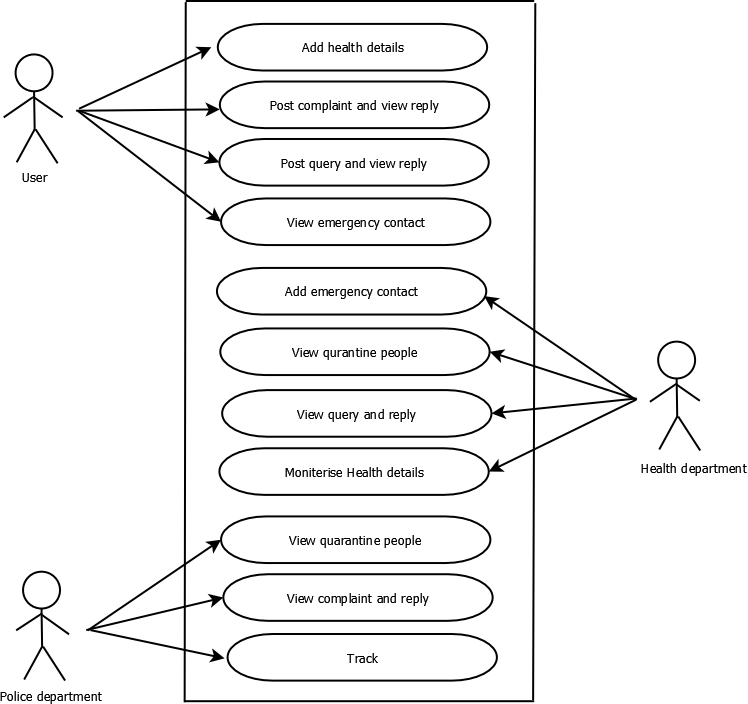 Add health details
Post complaint and view reply
Post query and view reply
User
View emergency contact
Add emergency contact
View qurantine people
View query and reply
Health department
Moniterise Health details
View quarantine people
View complaint and reply
Track
Police department